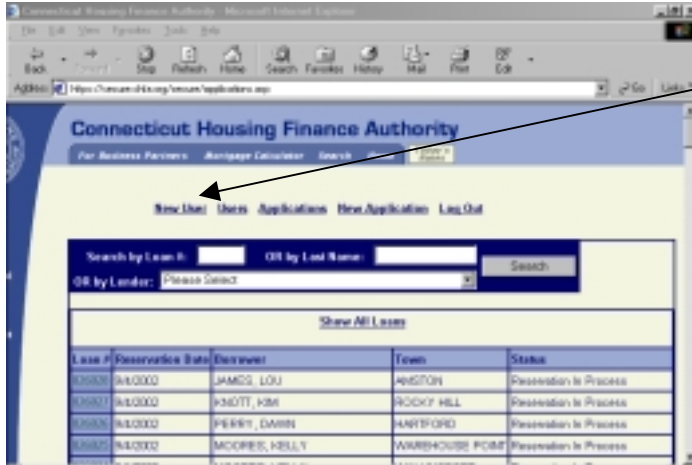 Connecticut Housing Finance Authority - Microsoft Internet Explorer
File Edit View Favorites Tools Help
Back Forward Stop Refresh Home Search Favorites History Mail Print Edit
Address Go Links
Connecticut Housing Finance Authority
For Business Partners Mortgage Calculator Search Home
New User Users Applications New Application Log Out
Search by Loan #: OR by Last Name: Search
OR by Lender: Please Select
Show All Loans
Loan # Reservation Date Borrower Town Status
9/4/2002 JAMES, LOU AMSTON Reservation In Process
9/4/2002 KNOTT, KIM ROCKY HILL Reservation In Process
9/4/2002 PERRY, DAWN HARTFORD Reservation In Process
9/4/2002 MOORES, KELLY WAREHOUSE POINT Reservation In Process